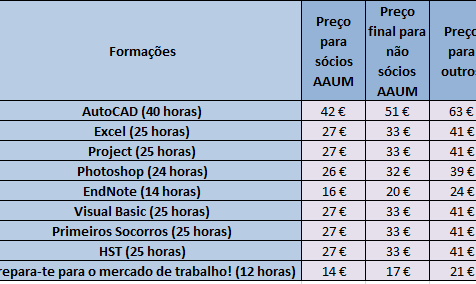 Formações Preço para sócios AAUM Preço final para não sócios AAUM Preço para outros
AutoCAD (40 horas) 42 € 51 € 63 €
Excel (25 horas) 27 € 33 € 41 €
Project (25 horas) 27 € 33 € 41 €
Photoshop (24 horas) 26 € 32 € 39 €
EndNote (14 horas) 16 € 20 € 24 €
Visual Basic (25 horas) 27 € 33 € 41 €
Primeiros Socorros (25 horas) 27 € 33 € 41 €
HST (25 horas) 27 € 33 € 41 €
repara-te para o mercado de trabalho! (12 horas) 14 € 17 € 21 €